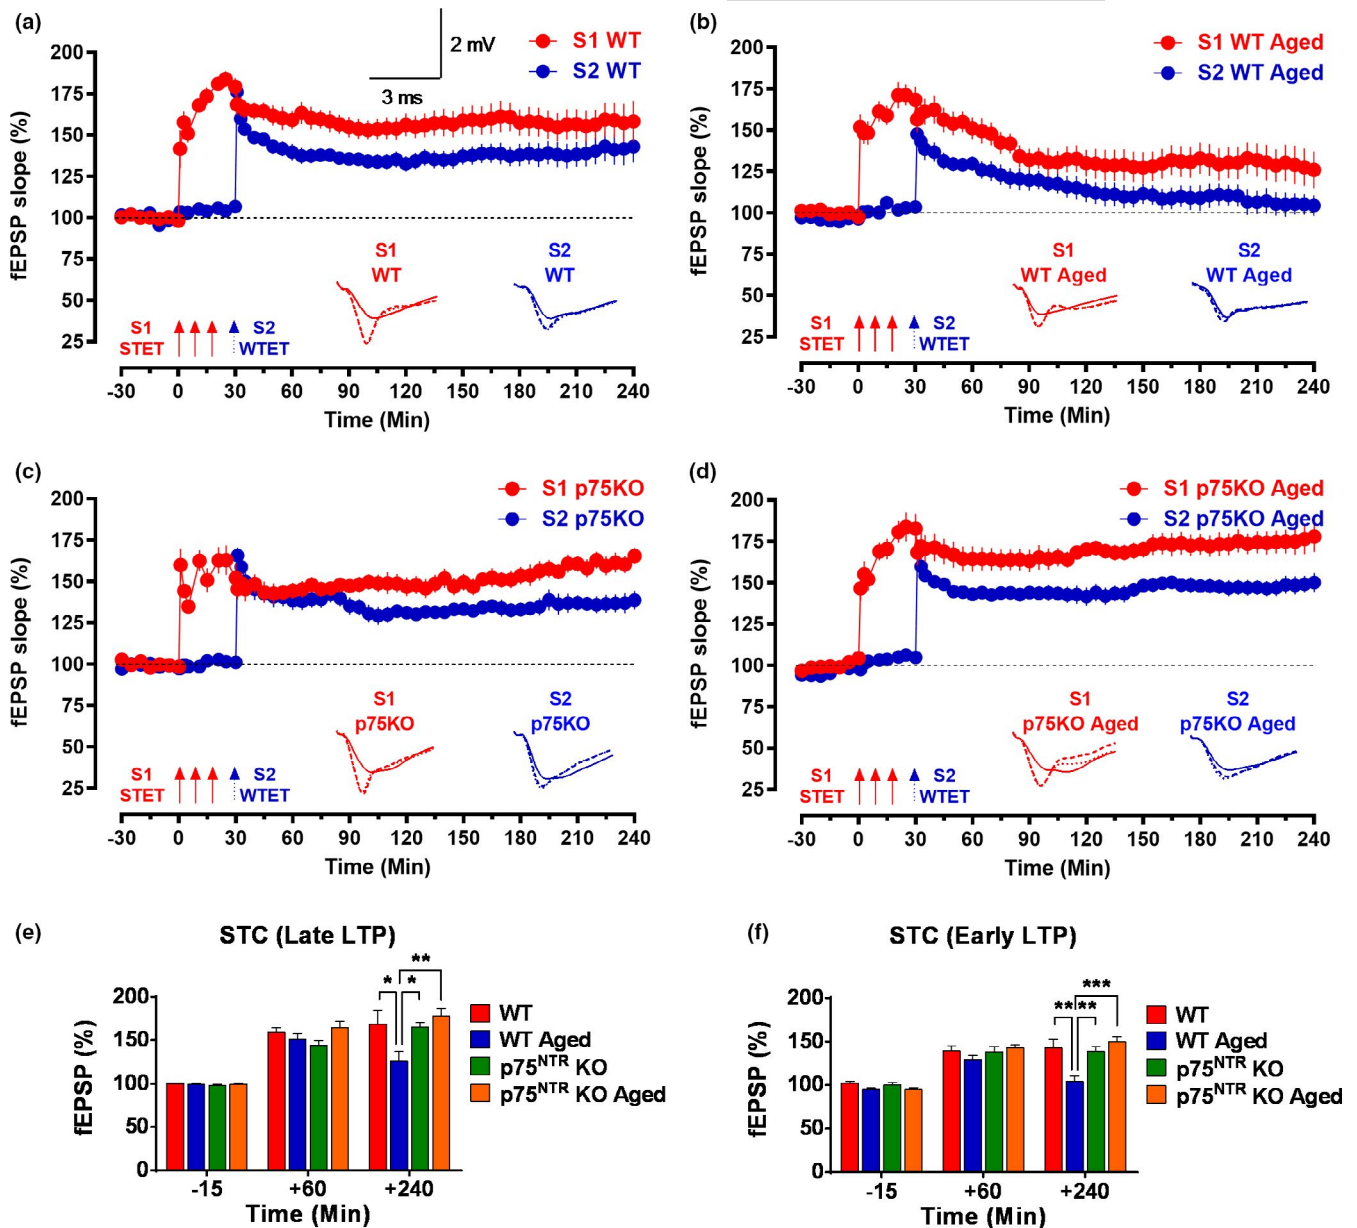 (a)
2 mV
3 ms
S1 WT
S2 WT
fEPSP slope (%)
200
175
150
125
100
75
50
25
S1
WT
S2
WT
S1
STET
S2
WTET
-30 0 30 60 90 120 150 180 210 240
Time (Min)
(b)
S1 WT Aged
S2 WT Aged
fEPSP slope (%)
200
175
150
125
100
75
50
25
S1
WT Aged
S2
WT Aged
S1
STET
S2
WTET
-30 0 30 60 90 120 150 180 210 240
Time (Min)
(c)
S1 p75KO
S2 p75KO
fEPSP slope (%)
200
175
150
125
100
75
50
25
S1
p75KO
S2
p75KO
S1
STET
S2
WTET
-30 0 30 60 90 120 150 180 210 240
Time (Min)
(d)
S1 p75KO Aged
S2 p75KO Aged
fEPSP slope (%)
200
175
150
125
100
75
50
25
S1
p75KO Aged
S2
p75KO Aged
S1
STET
S2
WTET
-30 0 30 60 90 120 150 180 210 240
Time (Min)
(e)
STC (Late LTP)
fEPSP (%)
200
150
100
50
0
**
* *
WT
WT Aged
p75NTR KO
p75NTR KO Aged
-15 +60 +240
Time (Min)
(f)
STC (Early LTP)
fEPSP (%)
200
150
100
50
0
***
** **
WT
WT Aged
p75NTR KO
p75NTR KO Aged
-15 +60 +240
Time (Min)